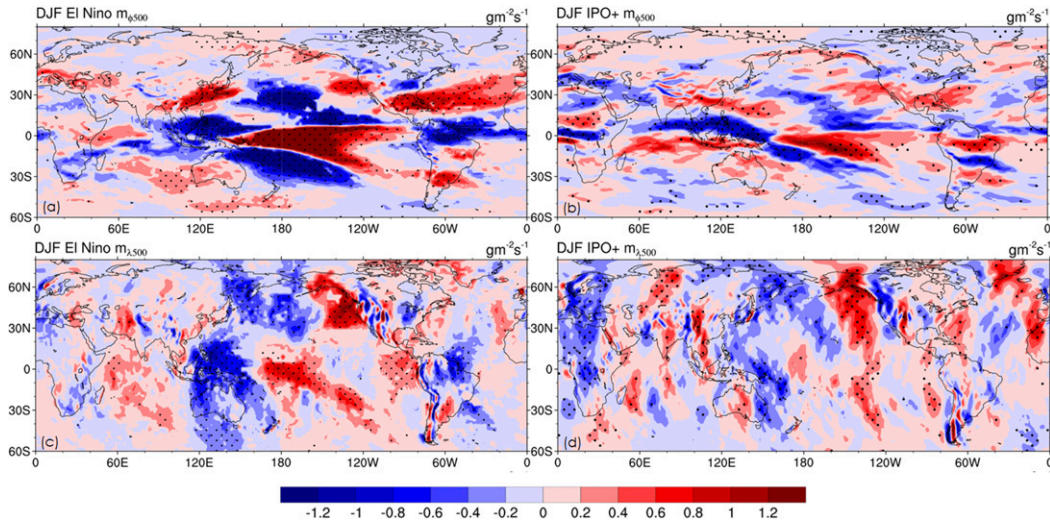 DJF El Nino mϕ500 gm-2s-1
60N
30N
0
30S
60S
(a)
0 60E 120E 180 120W 60W 0
DJF IPO+ mϕ500 gm-2s-1
60N
30N
0
30S
60S
(b)
0 60E 120E 180 120W 60W 0
DJF El Nino mλ500 gm-2s-1
60N
30N
0
30S
60S
(c)
0 60E 120E 180 120W 60W 0
DJF IPO+ mλ500 gm-2s-1
60N
30N
0
30S
60S
(d)
0 60E 120E 180 120W 60W 0
-1.2 -1 -0.8 -0.6 -0.4 -0.2 0 0.2 0.4 0.6 0.8 1 1.2